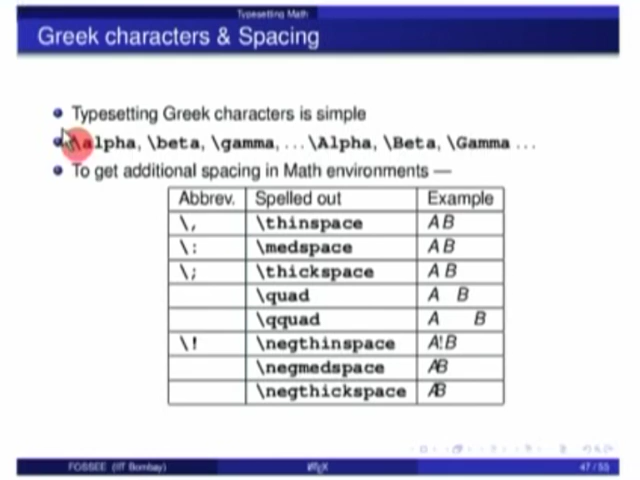 Typesetting Math
Greek characters & Spacing
Typesetting Greek characters is simple
\alpha, \beta, \gamma, ... \Alpha, \Beta, \Gamma ...
To get additional spacing in Math environments —
Abbrev. Spelled out Example
\, \thinspace A B
\: \medspace A B
\; \thickspace A B
\quad A B
\qquad A B
\! \negthinspace A!B
\negmedspace AB
\negthickspace AB
FOSSEE (IIT Bombay) LATEX 47 / 55